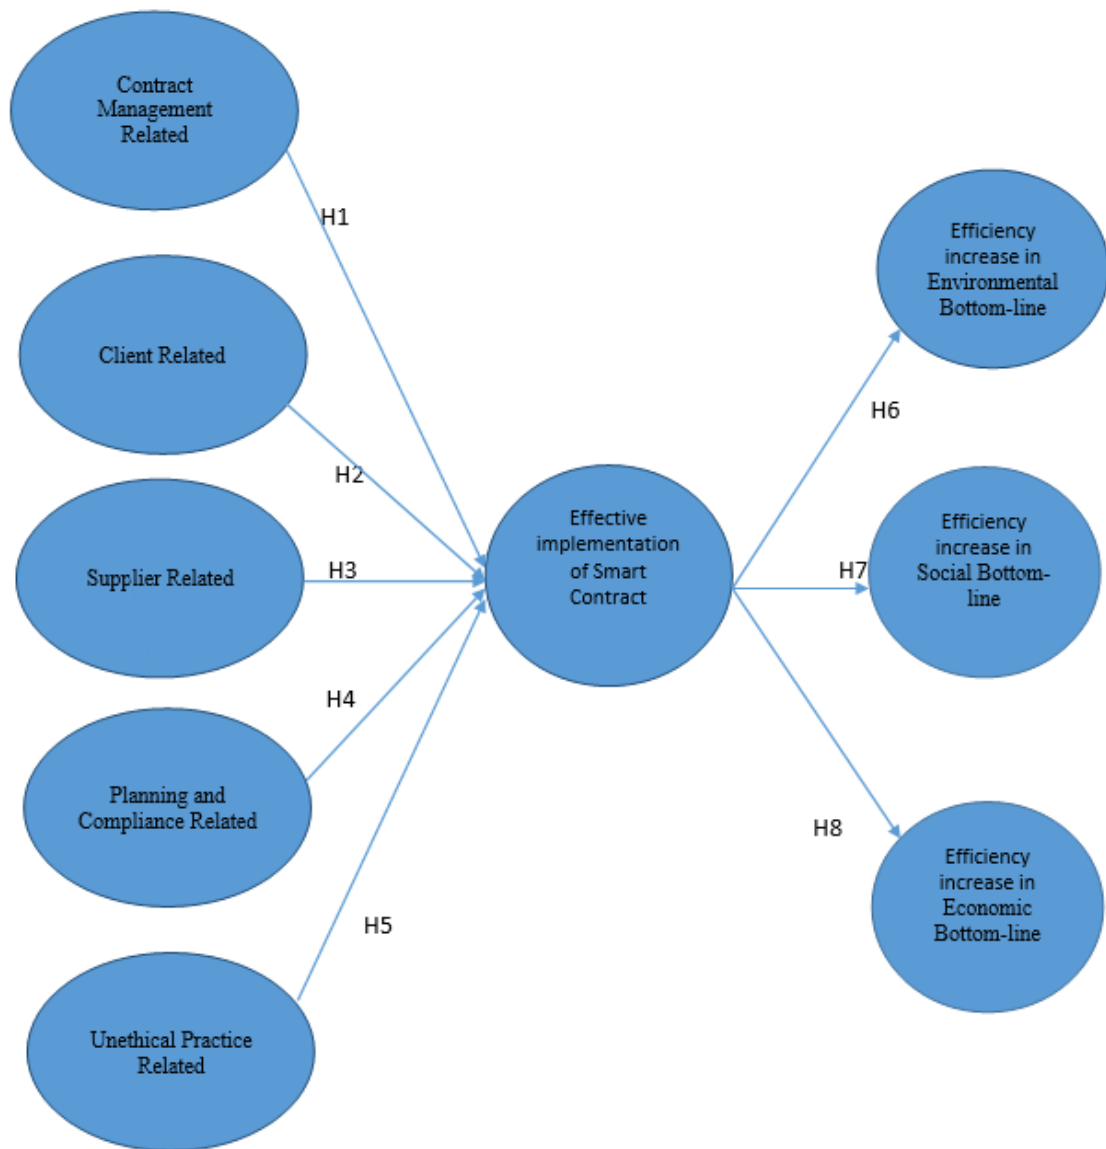 Contract
Management
Related
H1
Client Related
H2
Supplier Related
H3
Planning and
Compliance Related
H4
Unethical Practice
Related
H5
Effective
implementation
of Smart
Contract
H6
Efficiency
increase in
Environmental
Bottom-line
H7
Efficiency
increase in
Social Bottom-
line
H8
Efficiency
increase in
Economic
Bottom-line